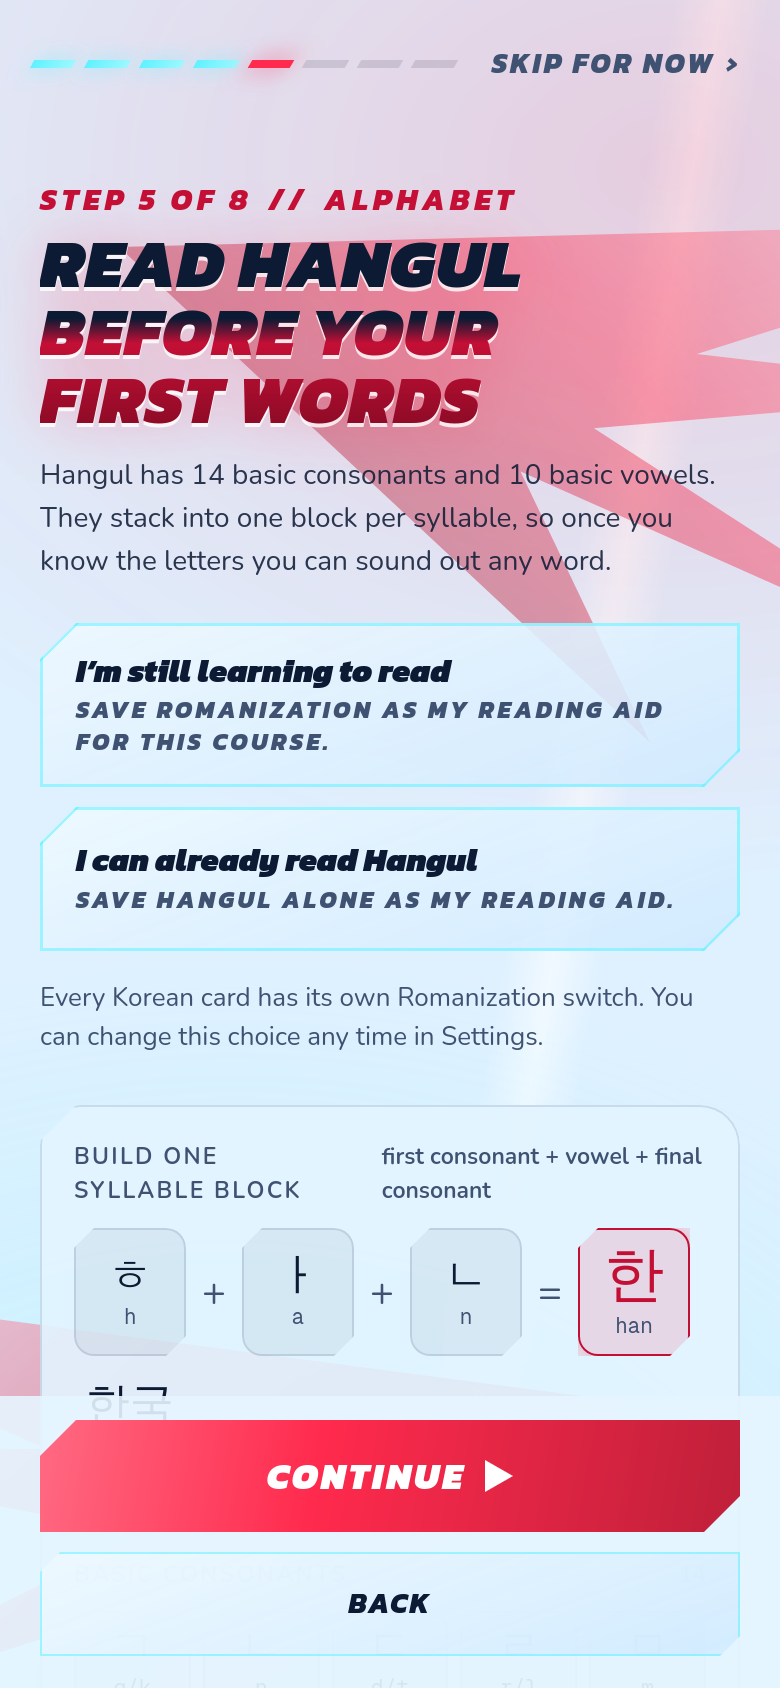 SKIP FOR NOW >
STEP 5 OF 8 // ALPHABET
READ HANGUL
BEFORE YOUR
FIRST WORDS
Hangul has 14 basic consonants and 10 basic vowels.
They stack into one block per syllable, so once you
know the letters you can sound out any word.
I’m still learning to read
SAVE ROMANIZATION AS MY READING AID
FOR THIS COURSE.
I can already read Hangul
SAVE HANGUL ALONE AS MY READING AID.
Every Korean card has its own Romanization switch. You
can change this choice any time in Settings.
BUILD ONE
SYLLABLE BLOCK
first consonant + vowel + final
consonant
ㅎ + ㅏ + ㄴ = 한
h a n han
한국
CONTINUE
BACK
g/k n d/t r/l m